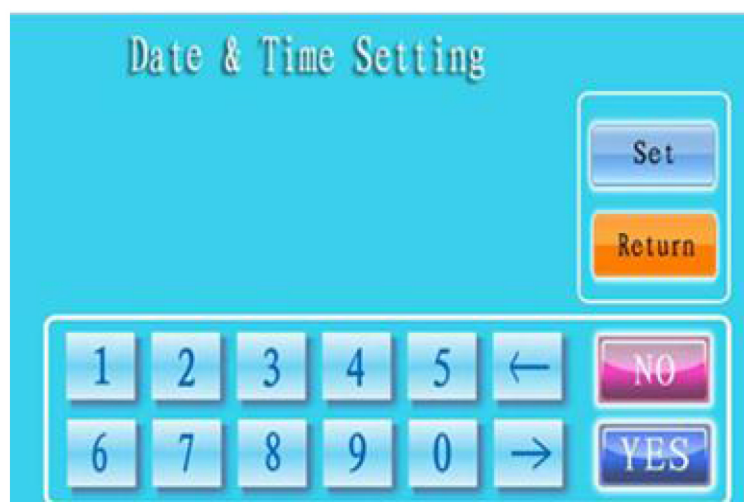 Date & Time Setting
Set
Return
1 2 3 4 5 ← NO
6 7 8 9 0 → YES